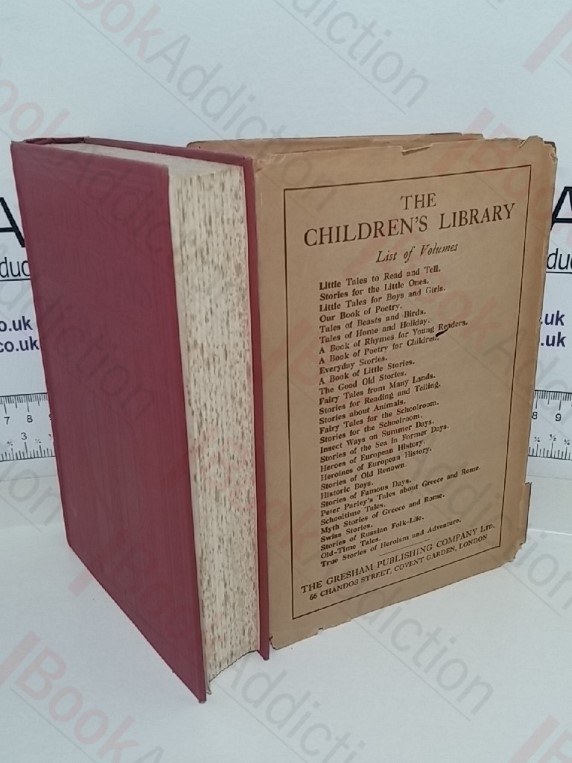 THE
CHILDREN'S LIBRARY
List of Volumes
Little Tales to Read and Tell.
Stories for the Little Ones.
Little Tales for Boys and Girls.
Our Book of Poetry.
Tales of Beasts and Birds.
Tales of Home and Holiday.
A Book of Rhymes for Young Readers.
A Book of Poetry for Children.
Everyday Stories.
A Book of Little Stories.
The Good Old Stories.
Fairy Tales from Many Lands.
Stories for Reading and Telling.
Stories about Animals.
Fairy Tales for the Schoolroom.
Stories for the Schoolroom.
Insect Ways on Summer Days.
Stories of the Sea in Former Days.
Heroes of European History.
Heroines of European History.
Stories of Old Renown
Historic Boys.
Stories of Famous Days.
Peter Parley's Tales about Greece and Rome.
Schooltime Tales.
Myth Stories of Greece and Rome.
Swiss Stories.
Stories of Russian Folk-Life.
Old-Time Tales.
True Stories of Heroism and Adventure.
THE GRESHAM PUBLISHING COMPANY LTD.
66 CHANDOS STREET, COVENT GARDEN, LONDON
.uk
co.uk
BookAddiction